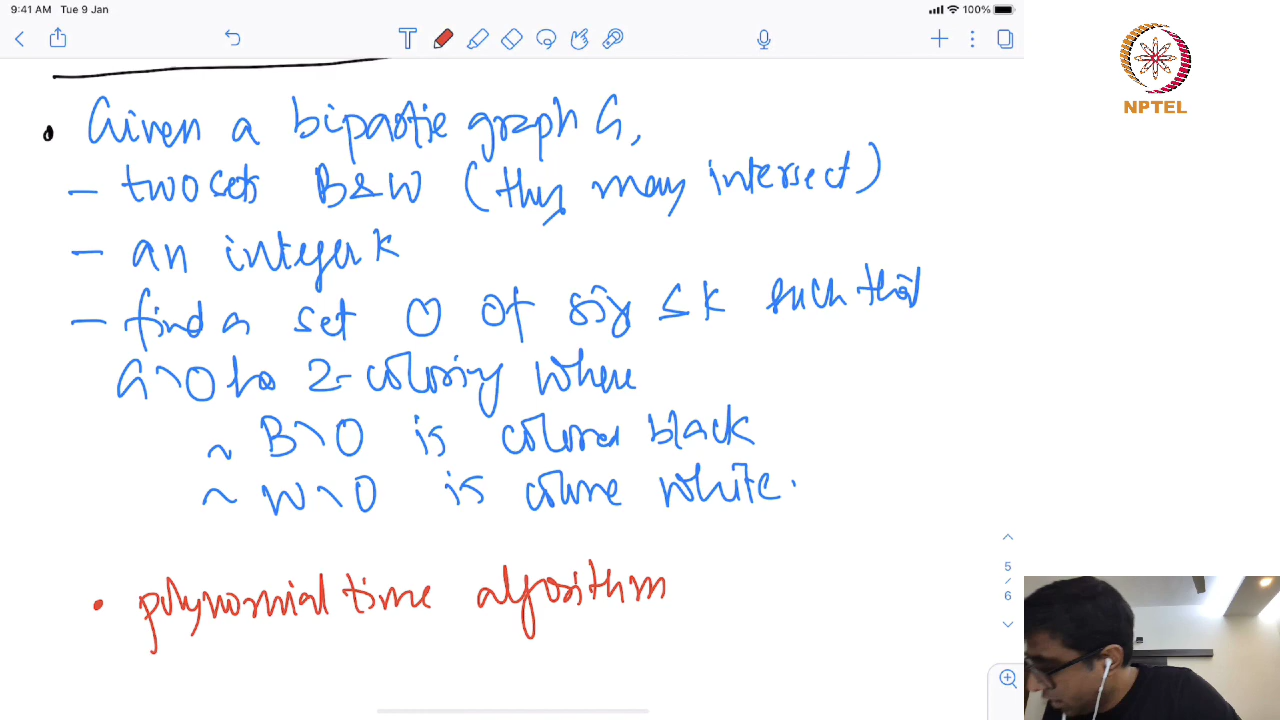 9:41 AM Tue 9 Jan
100%
NPTEL
• Given a bipartite graph G,
- two sets B & W (they may intersect)
- an integer k
- find a set O of size ≤ k such that
G \ O has 2-coloring where
~ B \ O is colored black
~ W \ O is colore white.
• polynomial time algorithm
5
/
6